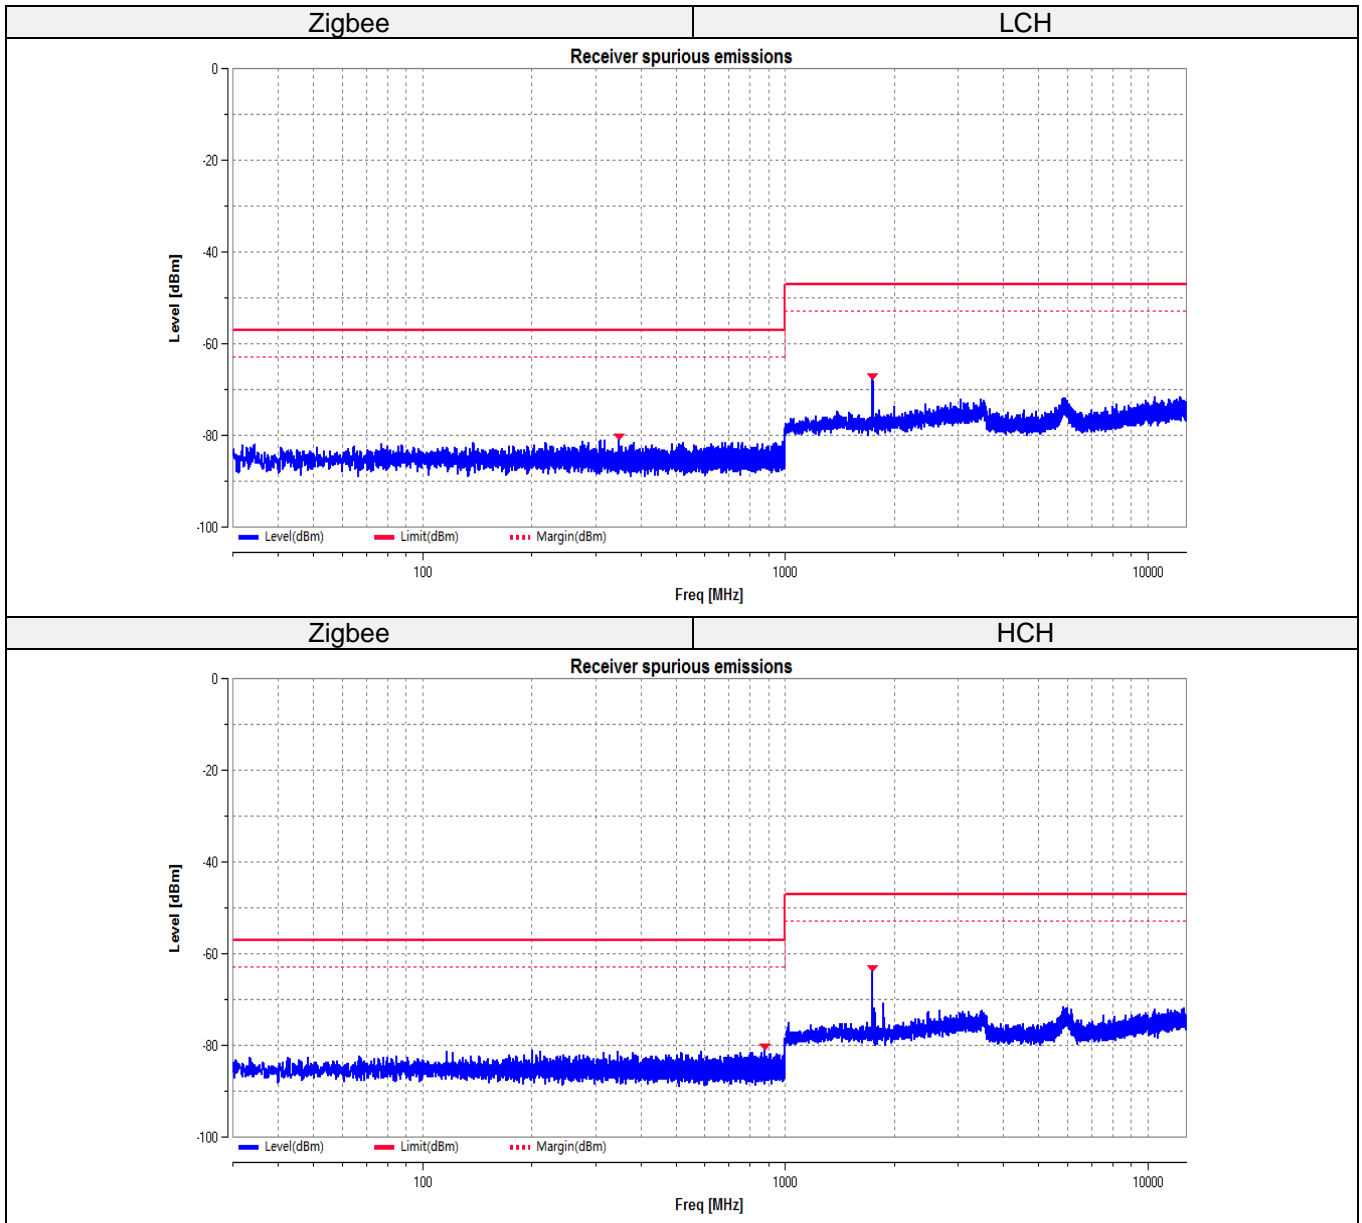 Zigbee LCH
Receiver spurious emissions
0
-20
-40
-60
-80
-100
Level [dBm]
Level(dBm) Limit(dBm) Margin(dBm)
100 1000 10000
Freq [MHz]
Zigbee HCH
Receiver spurious emissions
0
-20
-40
-60
-80
-100
Level [dBm]
Level(dBm) Limit(dBm) Margin(dBm)
100 1000 10000
Freq [MHz]